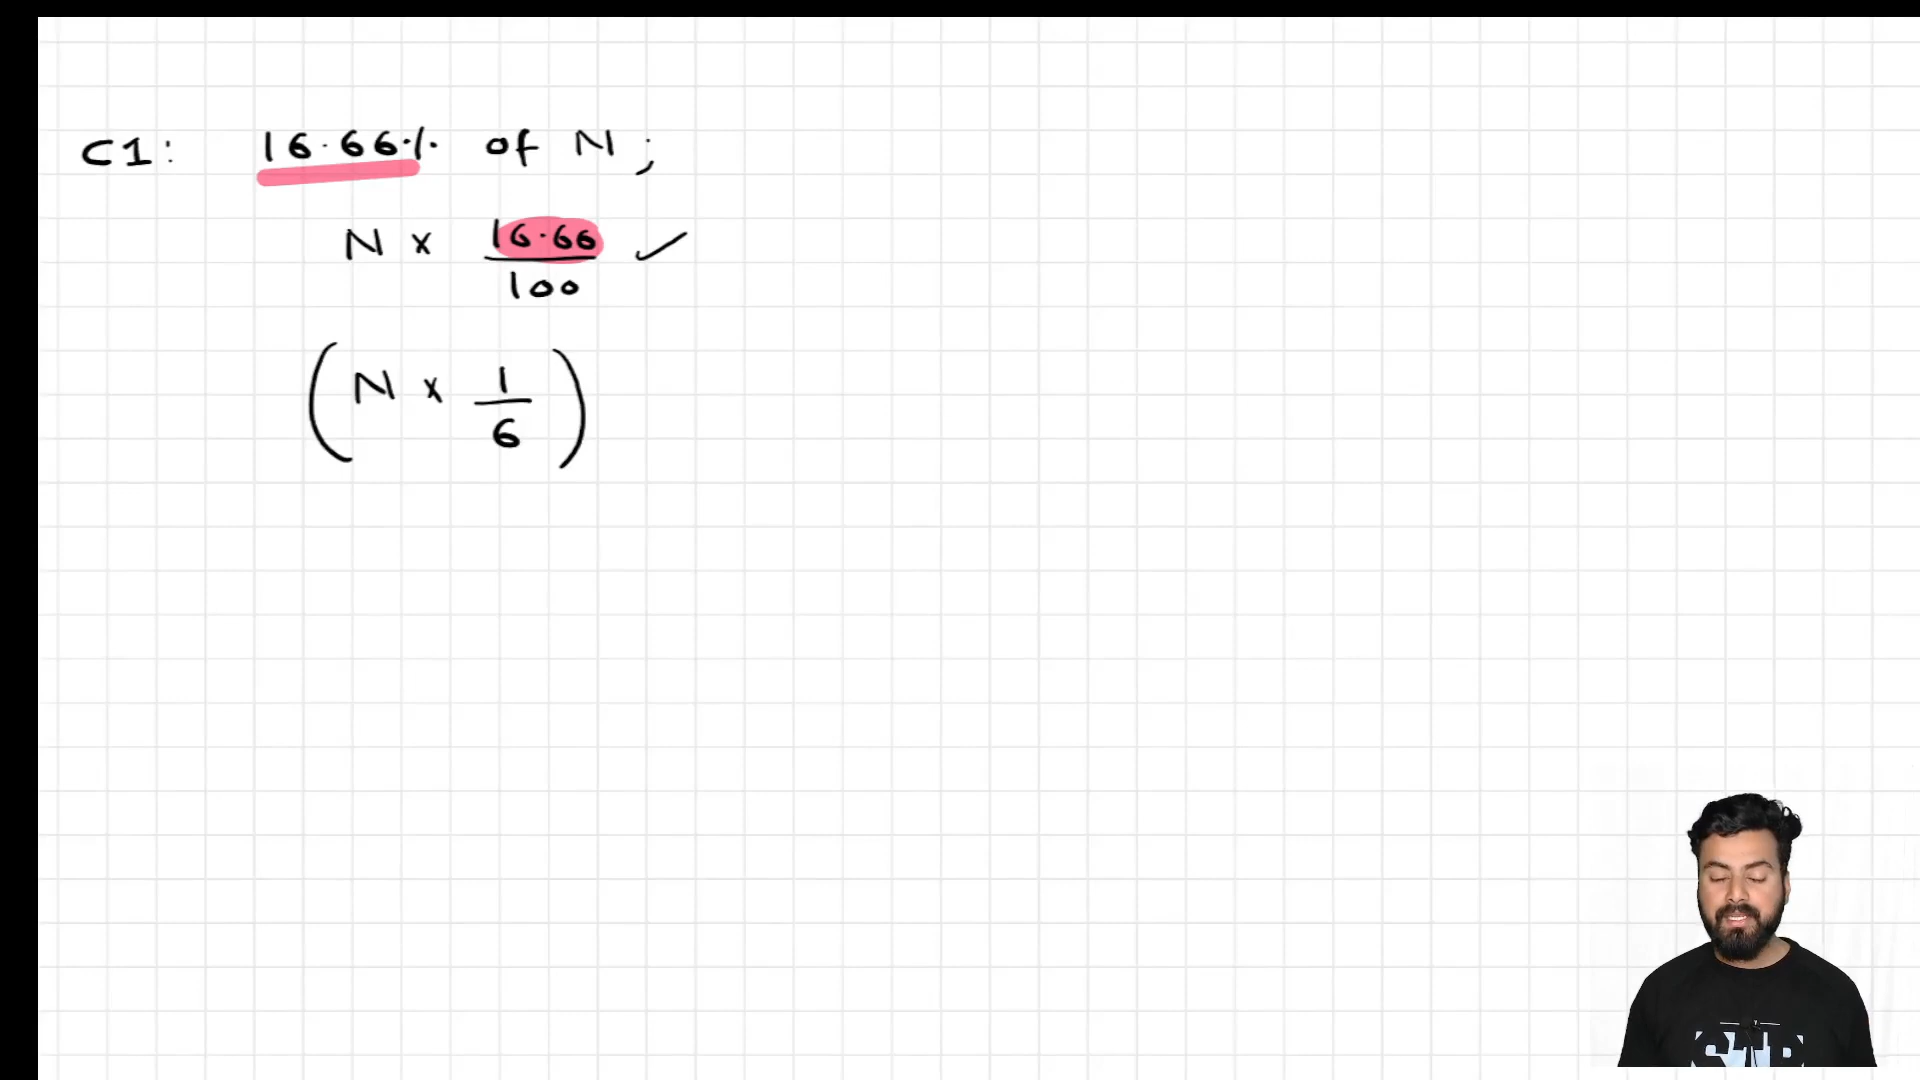 C1: 16.66% of N;
N x 16.66/100 ✓
(N x 1/6)